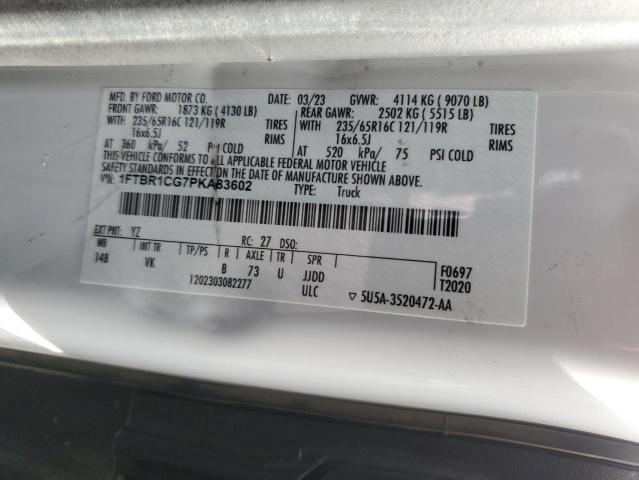 MFD. BY FORD MOTOR CO.
FRONT GAWR: 1873 KG ( 4130 LB)
WITH 235/65R16C 121/119R TIRES
16x6.5J RIMS
AT 360 kPa/ 52 PSI COLD
03/23 GVWR: 4114 KG ( 9070 LB)
REAR GAWR: 2502 KG ( 5515 LB)
WITH 235/65R16C 121/119R TIRES
16x6.5J RIMS
AT 520 kPa/ 75 PSI COLD
THIS VEHICLE CONFORMS TO ALL APPLICABLE FEDERAL MOTOR VEHICLE
SAFETY STANDARDS IN EFFECT ON THE DATE OF MANUFACTURE SHOWN ABOVE.
VIN: 1FTBR1CG7PKA83602
TYPE: Truck
EXT PNT: YZ RC: 27 DSO:
WB INT TR TP/PS R AXLE TR SPR
148 VK B 73 U JJDD
1202303082277 ULC
F0697
T2020
▽ 5U5A-3520472-AA